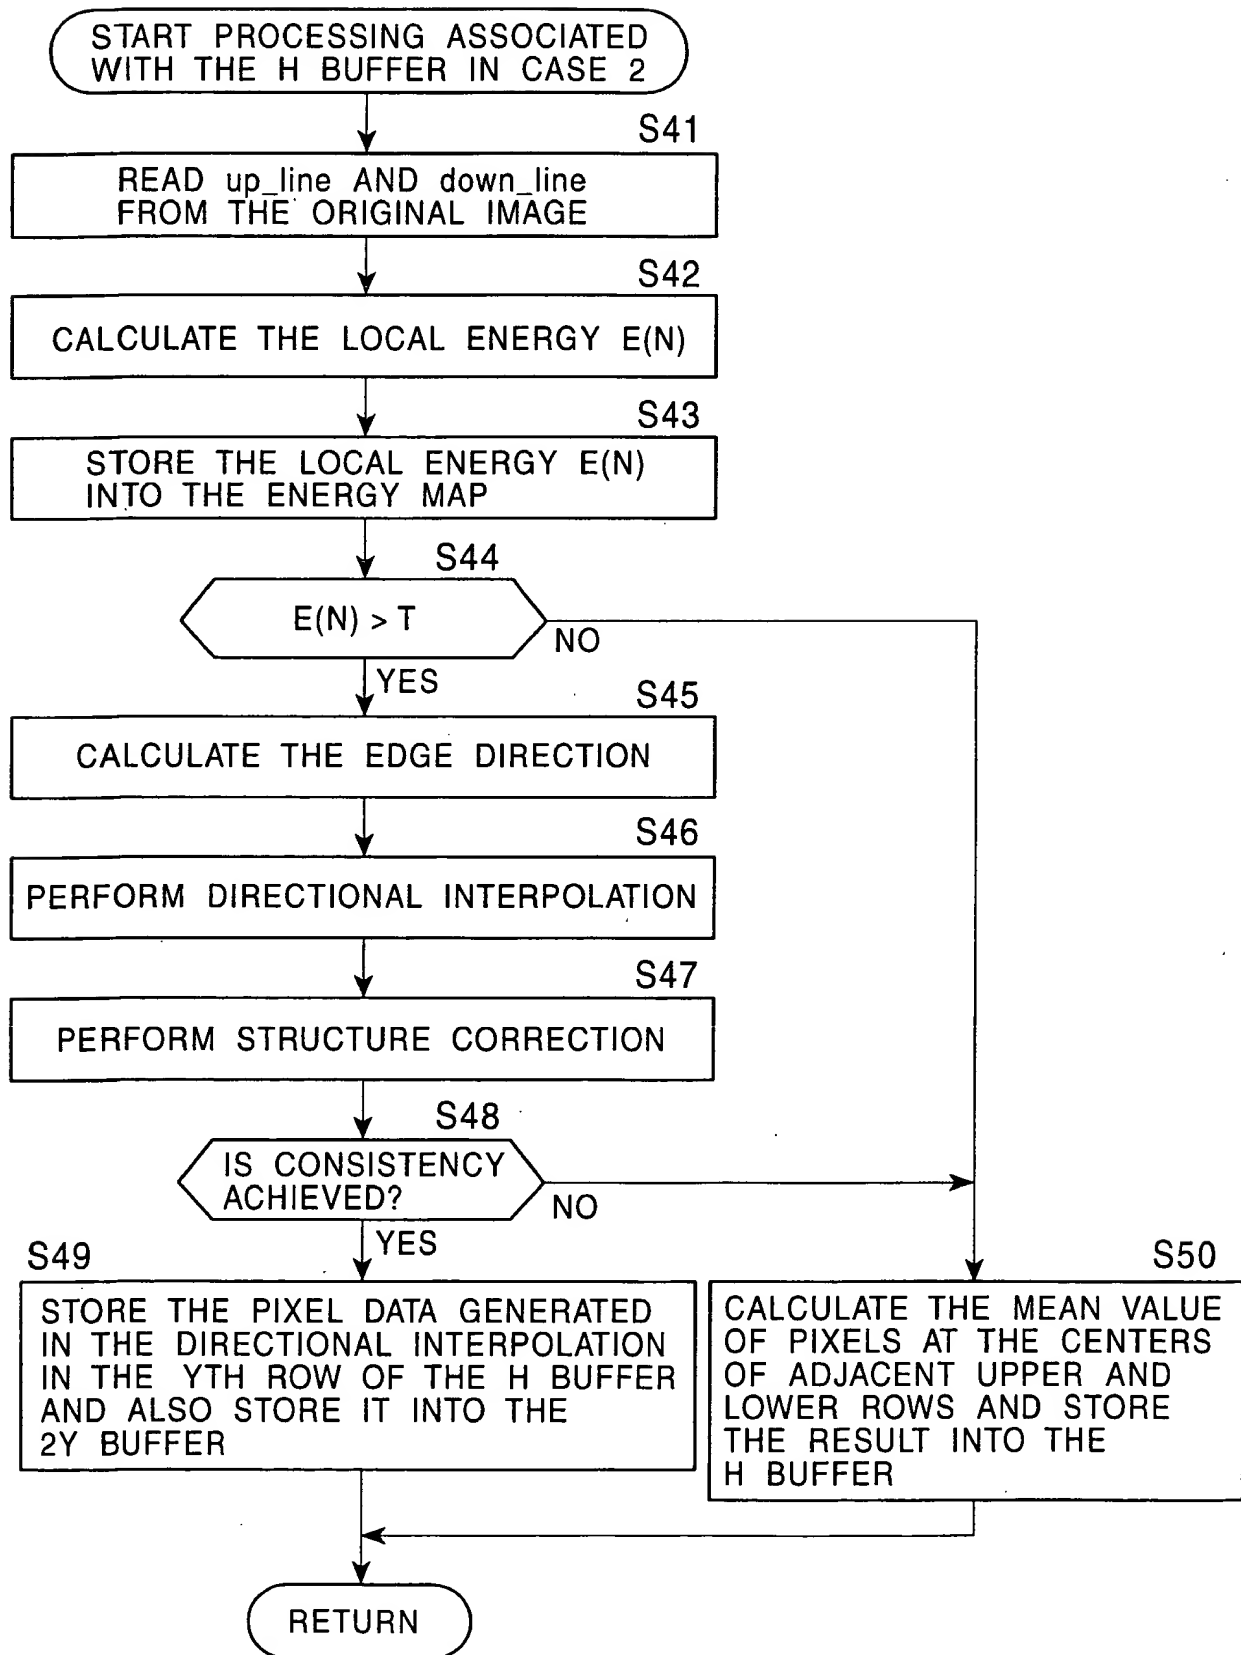 START PROCESSING ASSOCIATED
WITH THE H BUFFER IN CASE 2
S41
READ up_line AND down_line
FROM THE ORIGINAL IMAGE
S42
CALCULATE THE LOCAL ENERGY E(N)
S43
STORE THE LOCAL ENERGY E(N)
INTO THE ENERGY MAP
S44
E(N) > T
NO
YES
S45
CALCULATE THE EDGE DIRECTION
S46
PERFORM DIRECTIONAL INTERPOLATION
S47
PERFORM STRUCTURE CORRECTION
S48
IS CONSISTENCY
ACHIEVED?
NO
YES
S49
STORE THE PIXEL DATA GENERATED
IN THE DIRECTIONAL INTERPOLATION
IN THE YTH ROW OF THE H BUFFER
AND ALSO STORE IT INTO THE
2Y BUFFER
S50
CALCULATE THE MEAN VALUE
OF PIXELS AT THE CENTERS
OF ADJACENT UPPER AND
LOWER ROWS AND STORE
THE RESULT INTO THE
H BUFFER
RETURN